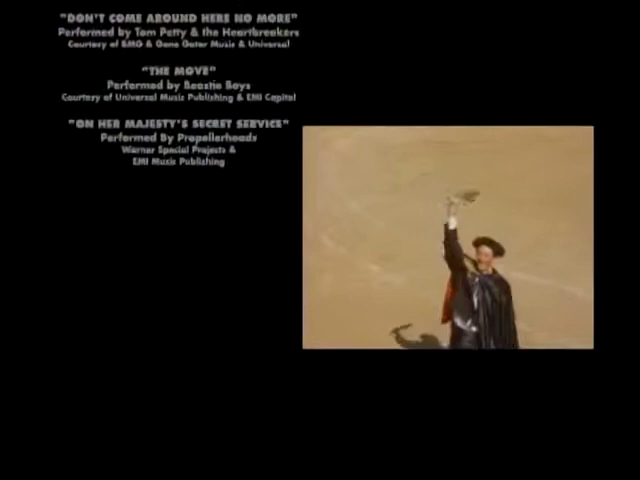 "DON'T COME AROUND HERE NO MORE"
Performed by Tom Petty & the Heartbreakers
Courtesy of BMG & Gone Gator Music & Universal
"THE MOVE"
Performed by Beastie Boys
Courtesy of Universal Music Publishing & EMI Capitol
"ON HER MAJESTY'S SECRET SERVICE"
Performed By Propellerheads
Warner Special Projects &
EMI Music Publishing